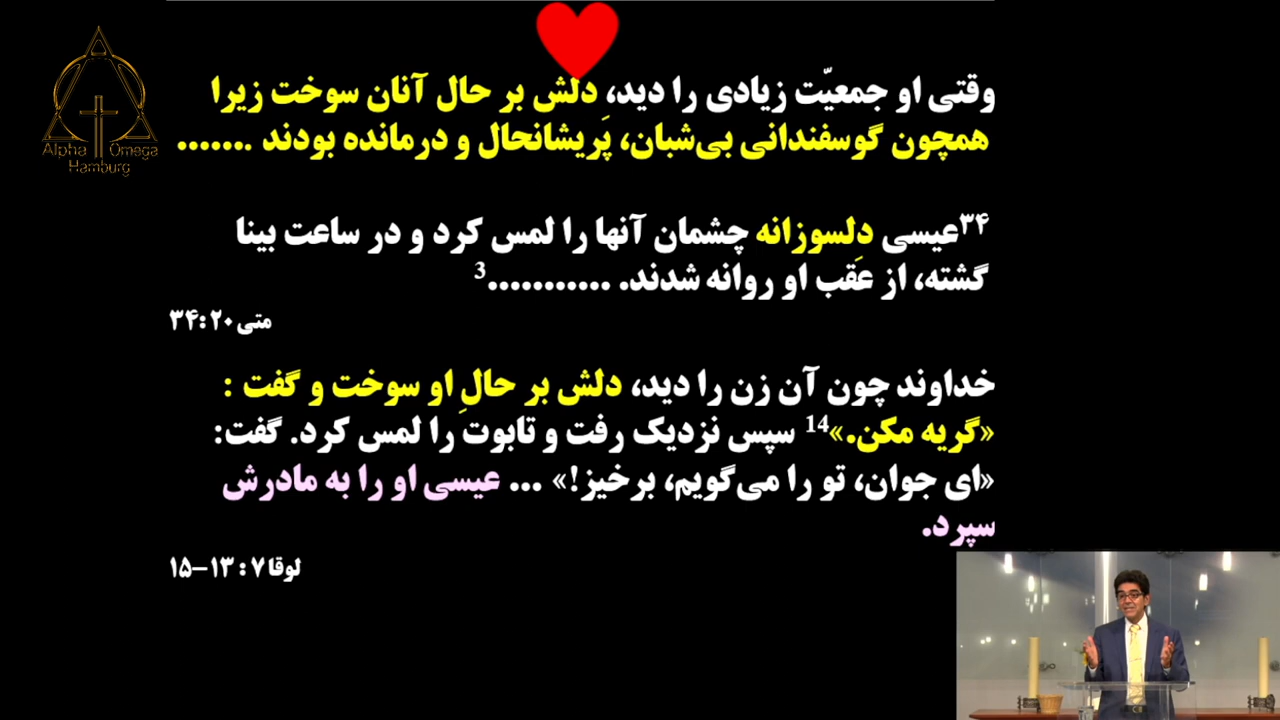 Alpha Omega
Hamburg
وقتی او جمعیّت زیادی را دید، دلش بر حال آنان سوخت زیرا
همچون گوسفندانی بی‌شبان، پَریشانحال و درمانده بودند .......
۳۴عیسی دلسوزانه چشمان آنها را لمس کرد و در ساعت بینا
گشته، از عَقب او روانه شدند. ...........3
متی ۲۰:۳۴
خداوند چون آن زن را دید، دلش بر حالِ او سوخت و گفت :
«گریه مکن.»14 سپس نزدیک رفت و تابوت را لمس کرد. گفت:
«ای جوان، تو را می‌گویم، برخیز!» ... عیسی او را به مادرش
سپرد.
لوقا ۷ : ۱۳–۱۵